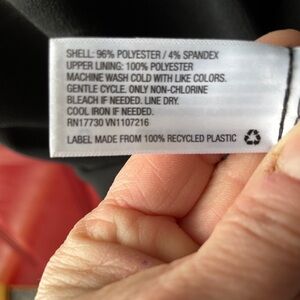 SHELL: 96% POLYESTER / 4% SPANDEX
UPPER LINING: 100% POLYESTER
MACHINE WASH COLD WITH LIKE COLORS.
GENTLE CYCLE. ONLY NON-CHLORINE
BLEACH IF NEEDED. LINE DRY.
COOL IRON IF NEEDED.
RN17730 VN1107216
LABEL MADE FROM 100% RECYCLED PLASTIC